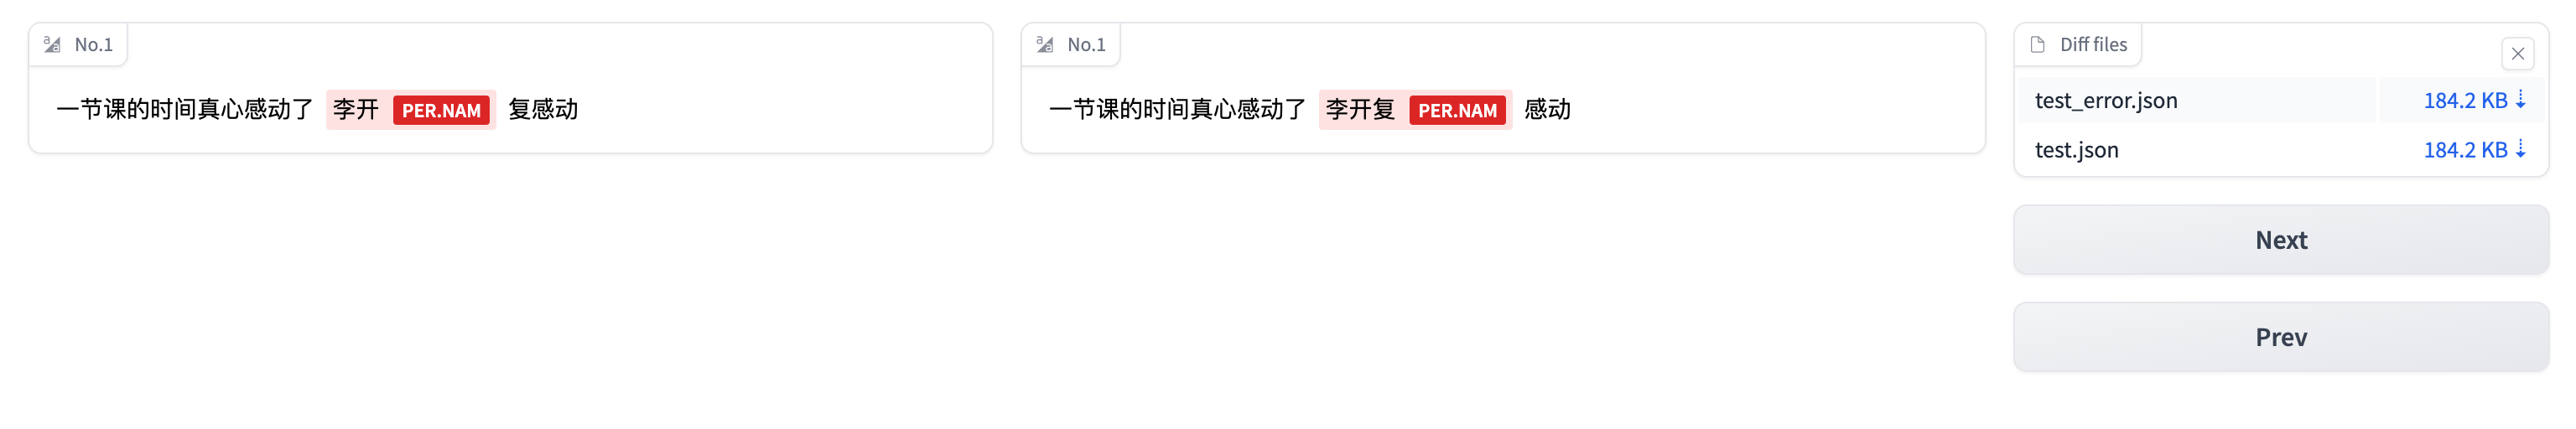 No.1
一节课的时间真心感动了 李开 PER.NAM 复感动
No.1
一节课的时间真心感动了 李开复 PER.NAM 感动
Diff files
test_error.json 184.2 KB ⇣
test.json 184.2 KB ⇣
Next
Prev